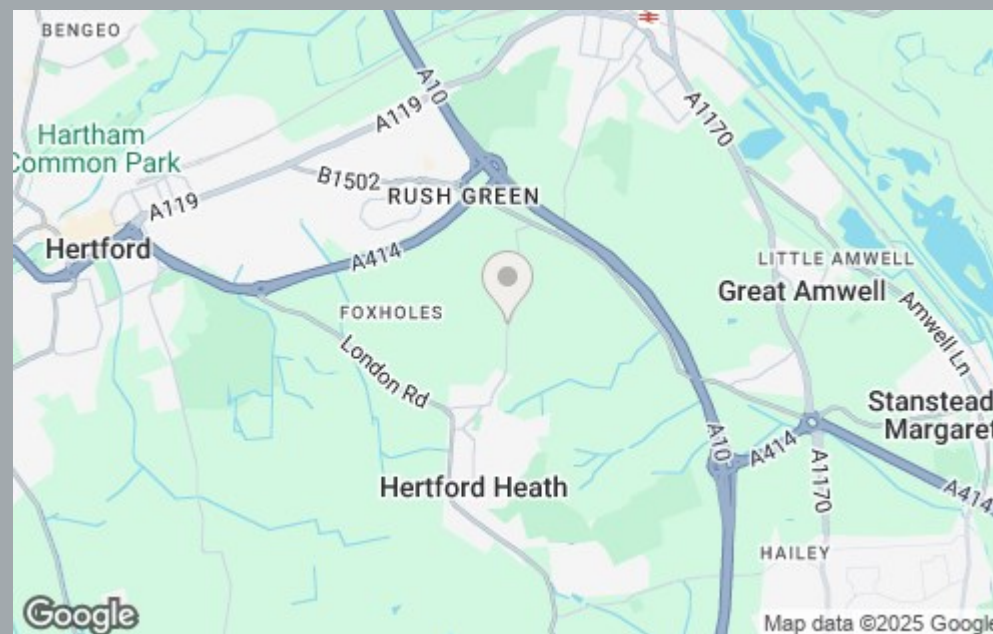 BENGEO
A10
A119
A1170
Hartham
Common Park
B1502
RUSH GREEN
A119
Hertford
A414
LITTLE AMWELL
Great Amwell
FOXHOLES
Amwell Ln
London Rd
Stanstead
Margaret
A10
A414
A1170
Hertford Heath
A414
HAILEY
Google
Map data ©2025 Google